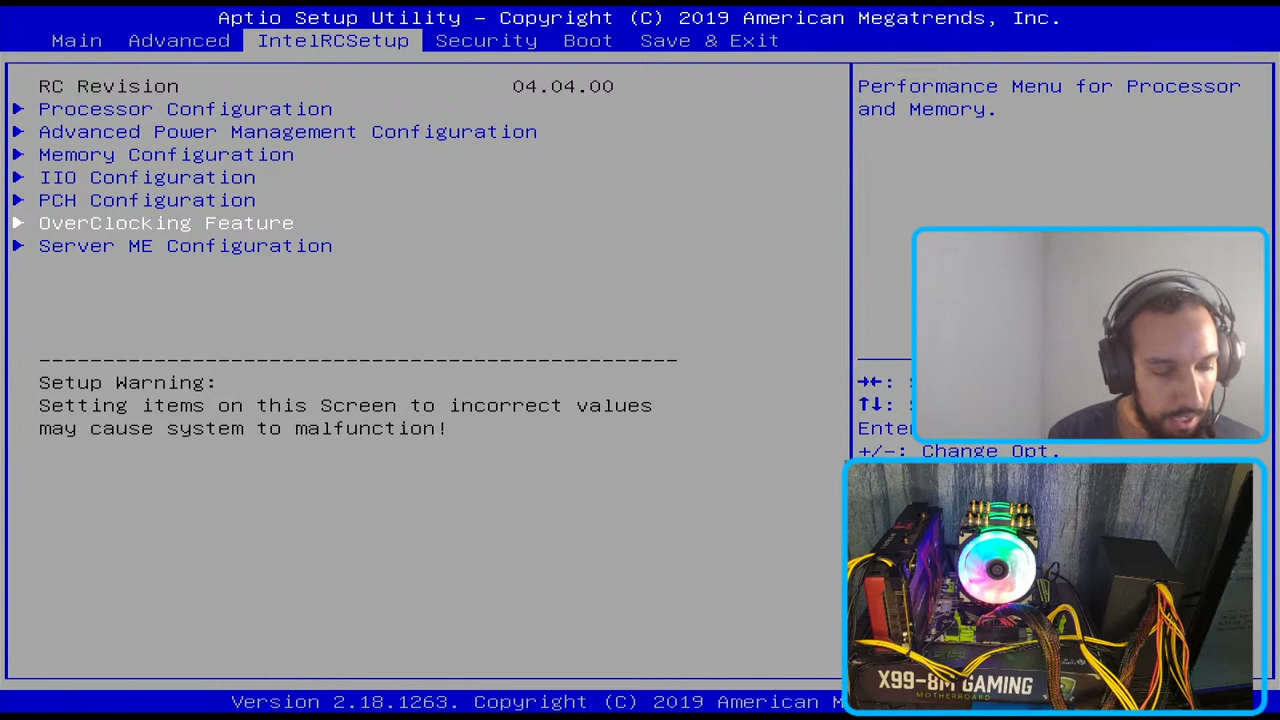 Aptio Setup Utility – Copyright (C) 2019 American Megatrends, Inc.
Main Advanced IntelRCSetup Security Boot Save & Exit
RC Revision 04.04.00
Processor Configuration
Advanced Power Management Configuration
Memory Configuration
IIO Configuration
PCH Configuration
OverClocking Feature
Server ME Configuration
--------------------------------------------------
Setup Warning:
Setting items on this Screen to incorrect values
may cause system to malfunction!
Performance Menu for Processor
and Memory.
→←:
↑↓:
Enter
+/-: Change Opt.
X99-8M GAMING
MOTHERBOARD
Version 2.18.1263. Copyright (C) 2019 American M